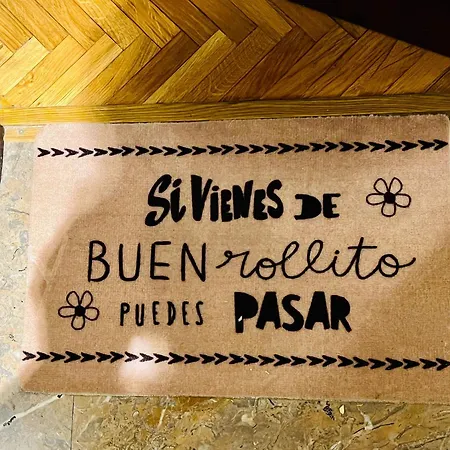 Si VIENES DE
BUEN rollito
PUEDES PASAR